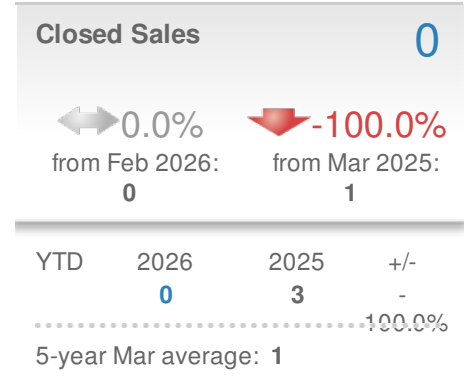 Closed Sales 0
0.0% -100.0%
from Feb 2026: from Mar 2025:
0 1
YTD 2026 2025 +/-
0 3 -
100.0%
5-year Mar average: 1